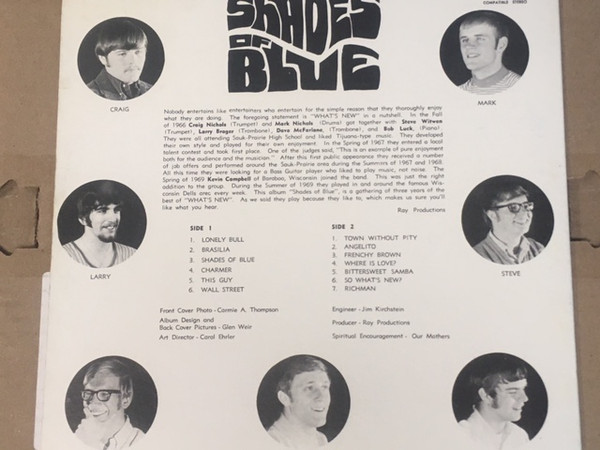 COMPATIBLE STEREO
SHADES
OF
BLUE
CRAIG
MARK
Nobody entertains like entertainers who entertain for the simple reason that they thoroughly enjoy
what they are doing. The foregoing statement is "WHAT'S NEW" in a nutshell. In the Fall
of 1966 Craig Nichols (Trumpet) and Mark Nichols (Drums) got together with Steve Witwen
(Trumpet), Larry Brager (Trombone), Dave McFarlane, (Trombone), and Bob Luck, (Piano).
They were all attending Sauk-Prairie High School and liked Tijuana-type music. They developed
their own style and played for their own enjoyment. In the Spring of 1967 they entered a local
talent contest and took first place. One of the judges said, "This is an example of pure enjoyment
both for the audience and the musician." After this first public appearance they received a number
of job offers and performed around the Sauk-Prairie area during the Summers of 1967 and 1968.
All this time they were looking for a Bass Guitar player who liked to play music, not noise. The
Spring of 1969 Kevin Campbell of Baraboo, Wisconsin joined the band. This was just the right
addition to the group. During the Summer of 1969 they played in and around the famous Wis-
consin Dells area every week. This album "Shades of Blue", is a gathering of three years of the
best of "WHAT'S NEW". As we said they play because they like to, which makes us sure you'll
like what you hear.
Ray Productions
LARRY
STEVE
SIDE 1
1. LONELY BULL
2. BRASILIA
3. SHADES OF BLUE
4. CHARMER
5. THIS GUY
6. WALL STREET
SIDE 2
1. TOWN WITHOUT PITY
2. ANGELITO
3. FRENCHY BROWN
4. WHERE IS LOVE?
5. BITTERSWEET SAMBA
6. SO WHAT'S NEW?
7. RICHMAN
Front Cover Photo - Connie A. Thompson
Album Design and
Back Cover Pictures - Glen Weir
Art Director - Carol Ehrler
Engineer - Jim Kirchstein
Producer - Ray Productions
Spiritual Encouragement - Our Mothers